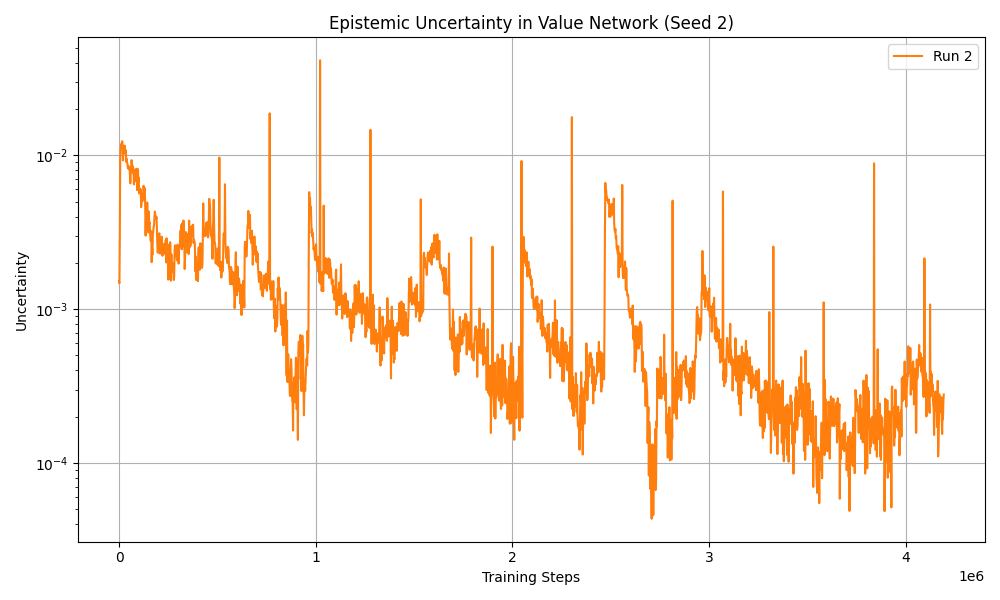 Epistemic Uncertainty in Value Network (Seed 2)
Run 2
Uncertainty
10⁻²
10⁻³
10⁻⁴
0
1
2
3
4
1e6
Training Steps